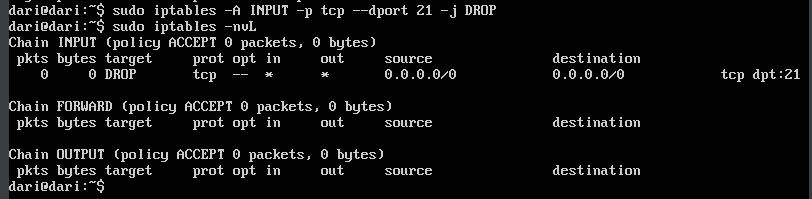 dari@dari:~$ sudo iptables -A INPUT -p tcp --dport 21 -j DROP
dari@dari:~$ sudo iptables -nvL
Chain INPUT (policy ACCEPT 0 packets, 0 bytes)
 pkts bytes target     prot opt in     out     source               destination
    0     0 DROP       tcp  --  *      *       0.0.0.0/0            0.0.0.0/0            tcp dpt:21

Chain FORWARD (policy ACCEPT 0 packets, 0 bytes)
 pkts bytes target     prot opt in     out     source               destination

Chain OUTPUT (policy ACCEPT 0 packets, 0 bytes)
 pkts bytes target     prot opt in     out     source               destination
dari@dari:~$